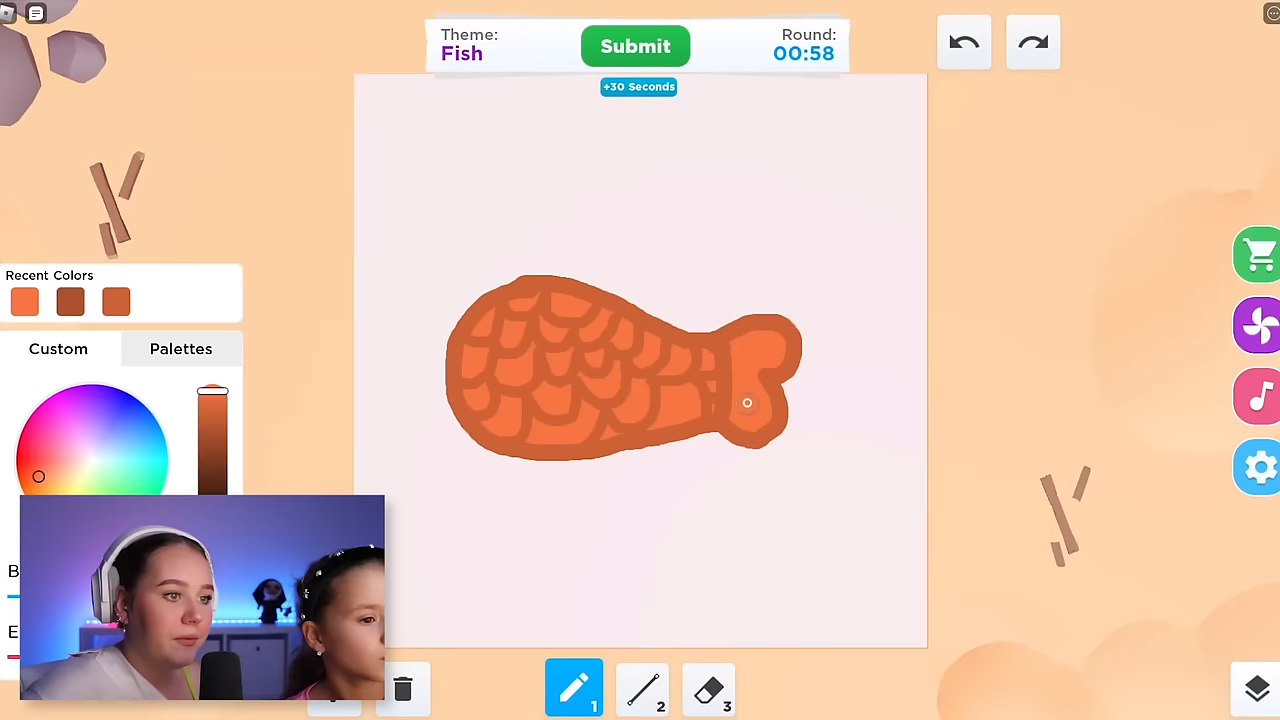 Theme:
Fish
Submit
Round:
00:58
+30 Seconds
Recent Colors
Custom
Palettes
B
E
1
2
3